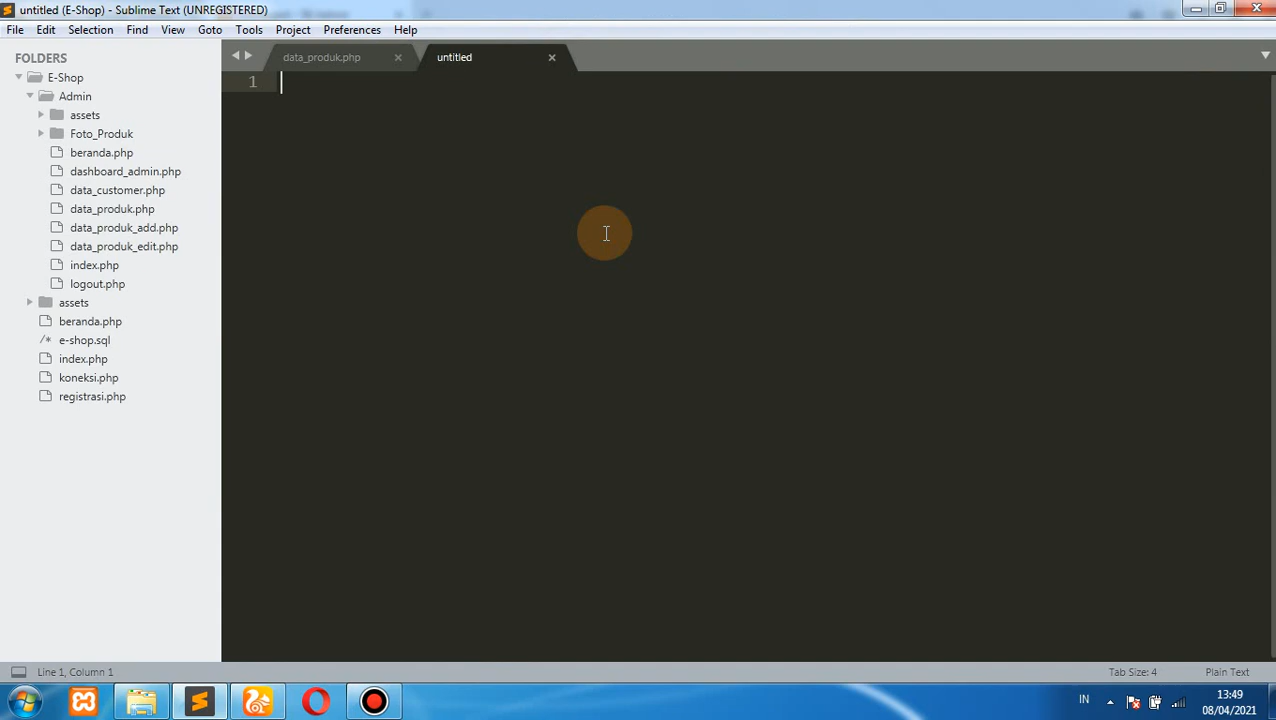 untitled (E-Shop) - Sublime Text (UNREGISTERED)
File Edit Selection Find View Goto Tools Project Preferences Help
FOLDERS
E-Shop
Admin
assets
Foto_Produk
beranda.php
dashboard_admin.php
data_customer.php
data_produk.php
data_produk_add.php
data_produk_edit.php
index.php
logout.php
assets
beranda.php
/* e-shop.sql
index.php
koneksi.php
registrasi.php
data_produk.php untitled
1
Line 1, Column 1 Tab Size: 4 Plain Text
IN 13:49
08/04/2021